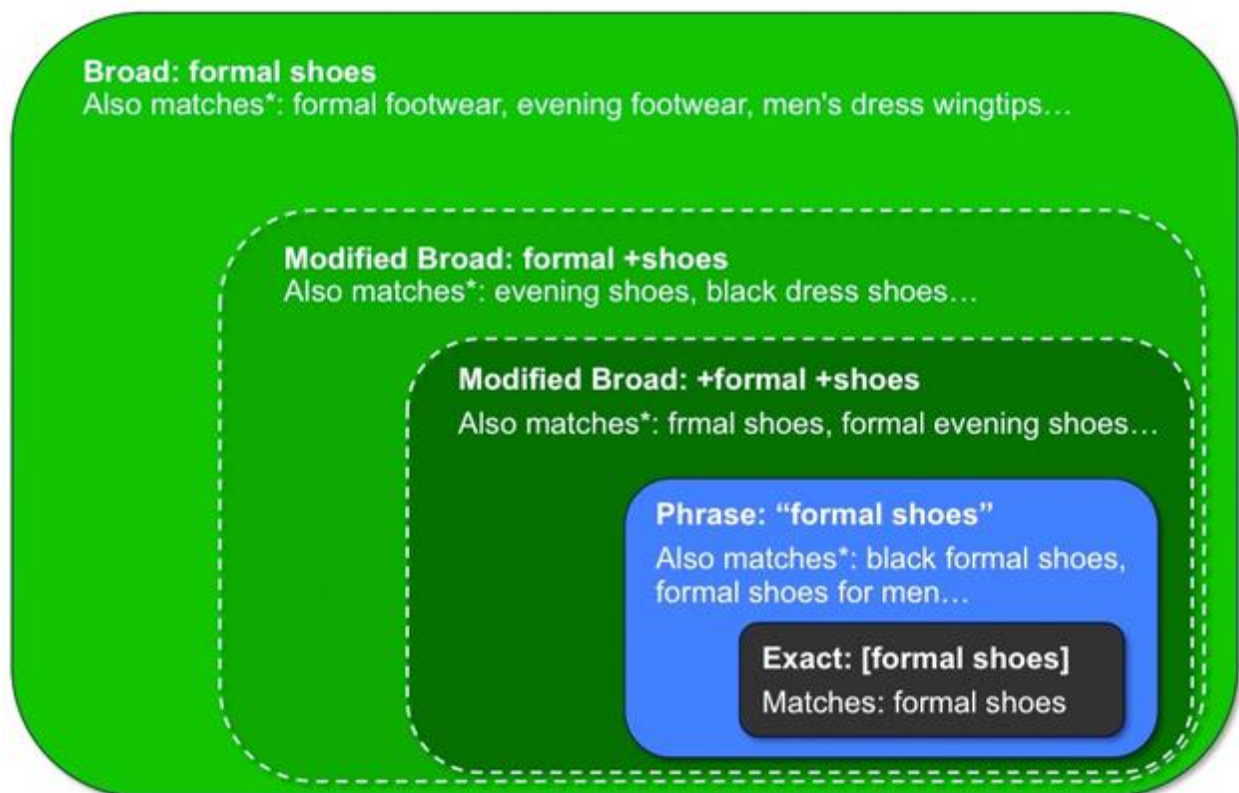 Broad: formal shoes
Also matches*: formal footwear, evening footwear, men's dress wingtips…
Modified Broad: formal +shoes
Also matches*: evening shoes, black dress shoes…
Modified Broad: +formal +shoes
Also matches*: frmal shoes, formal evening shoes…
Phrase: “formal shoes”
Also matches*: black formal shoes,
formal shoes for men…
Exact: [formal shoes]
Matches: formal shoes